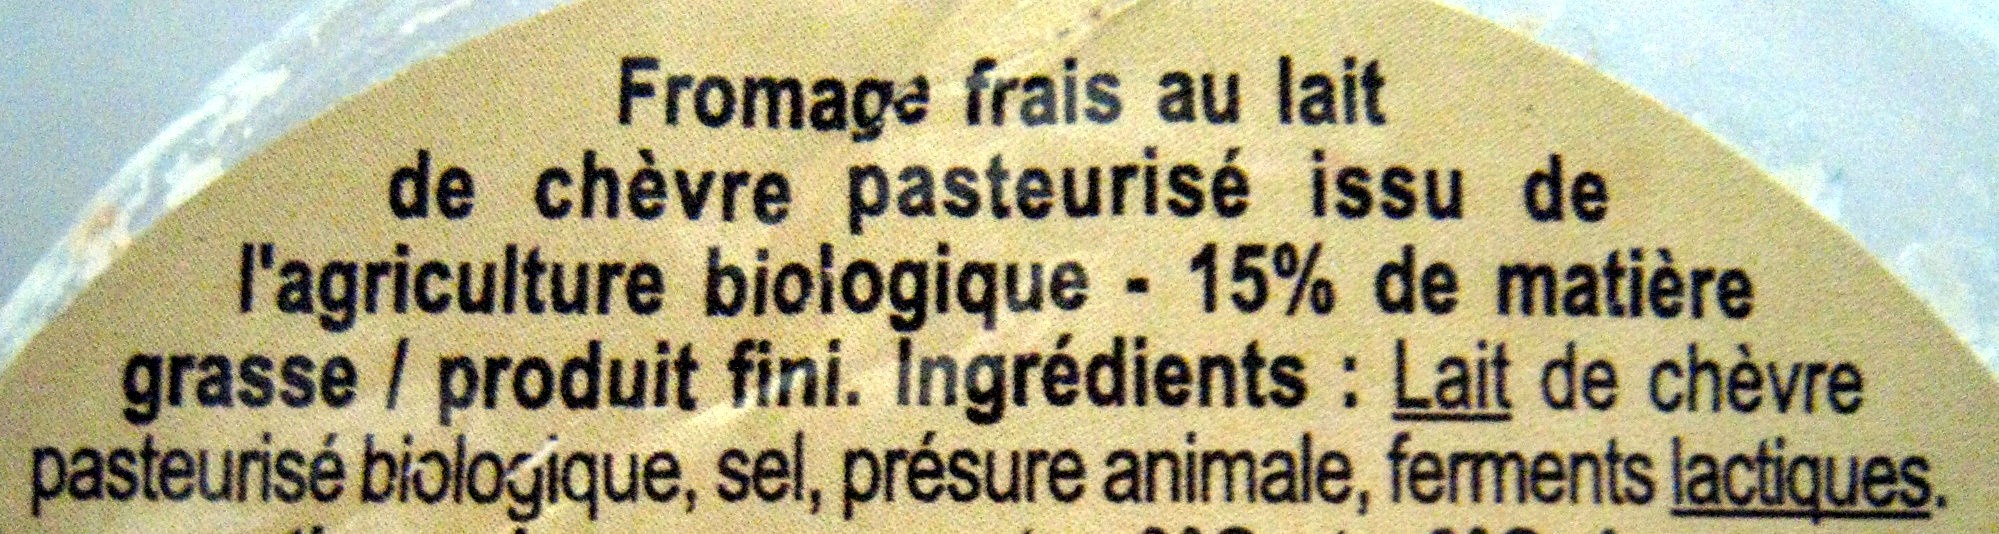 Fromage frais au lait
de chèvre pasteurisé issu de
l'agriculture biologique - 15% de matière
grasse / produit fini. Ingrédients : Lait de chèvre
pasteurisé biologique, sel, présure animale, ferments lactiques.